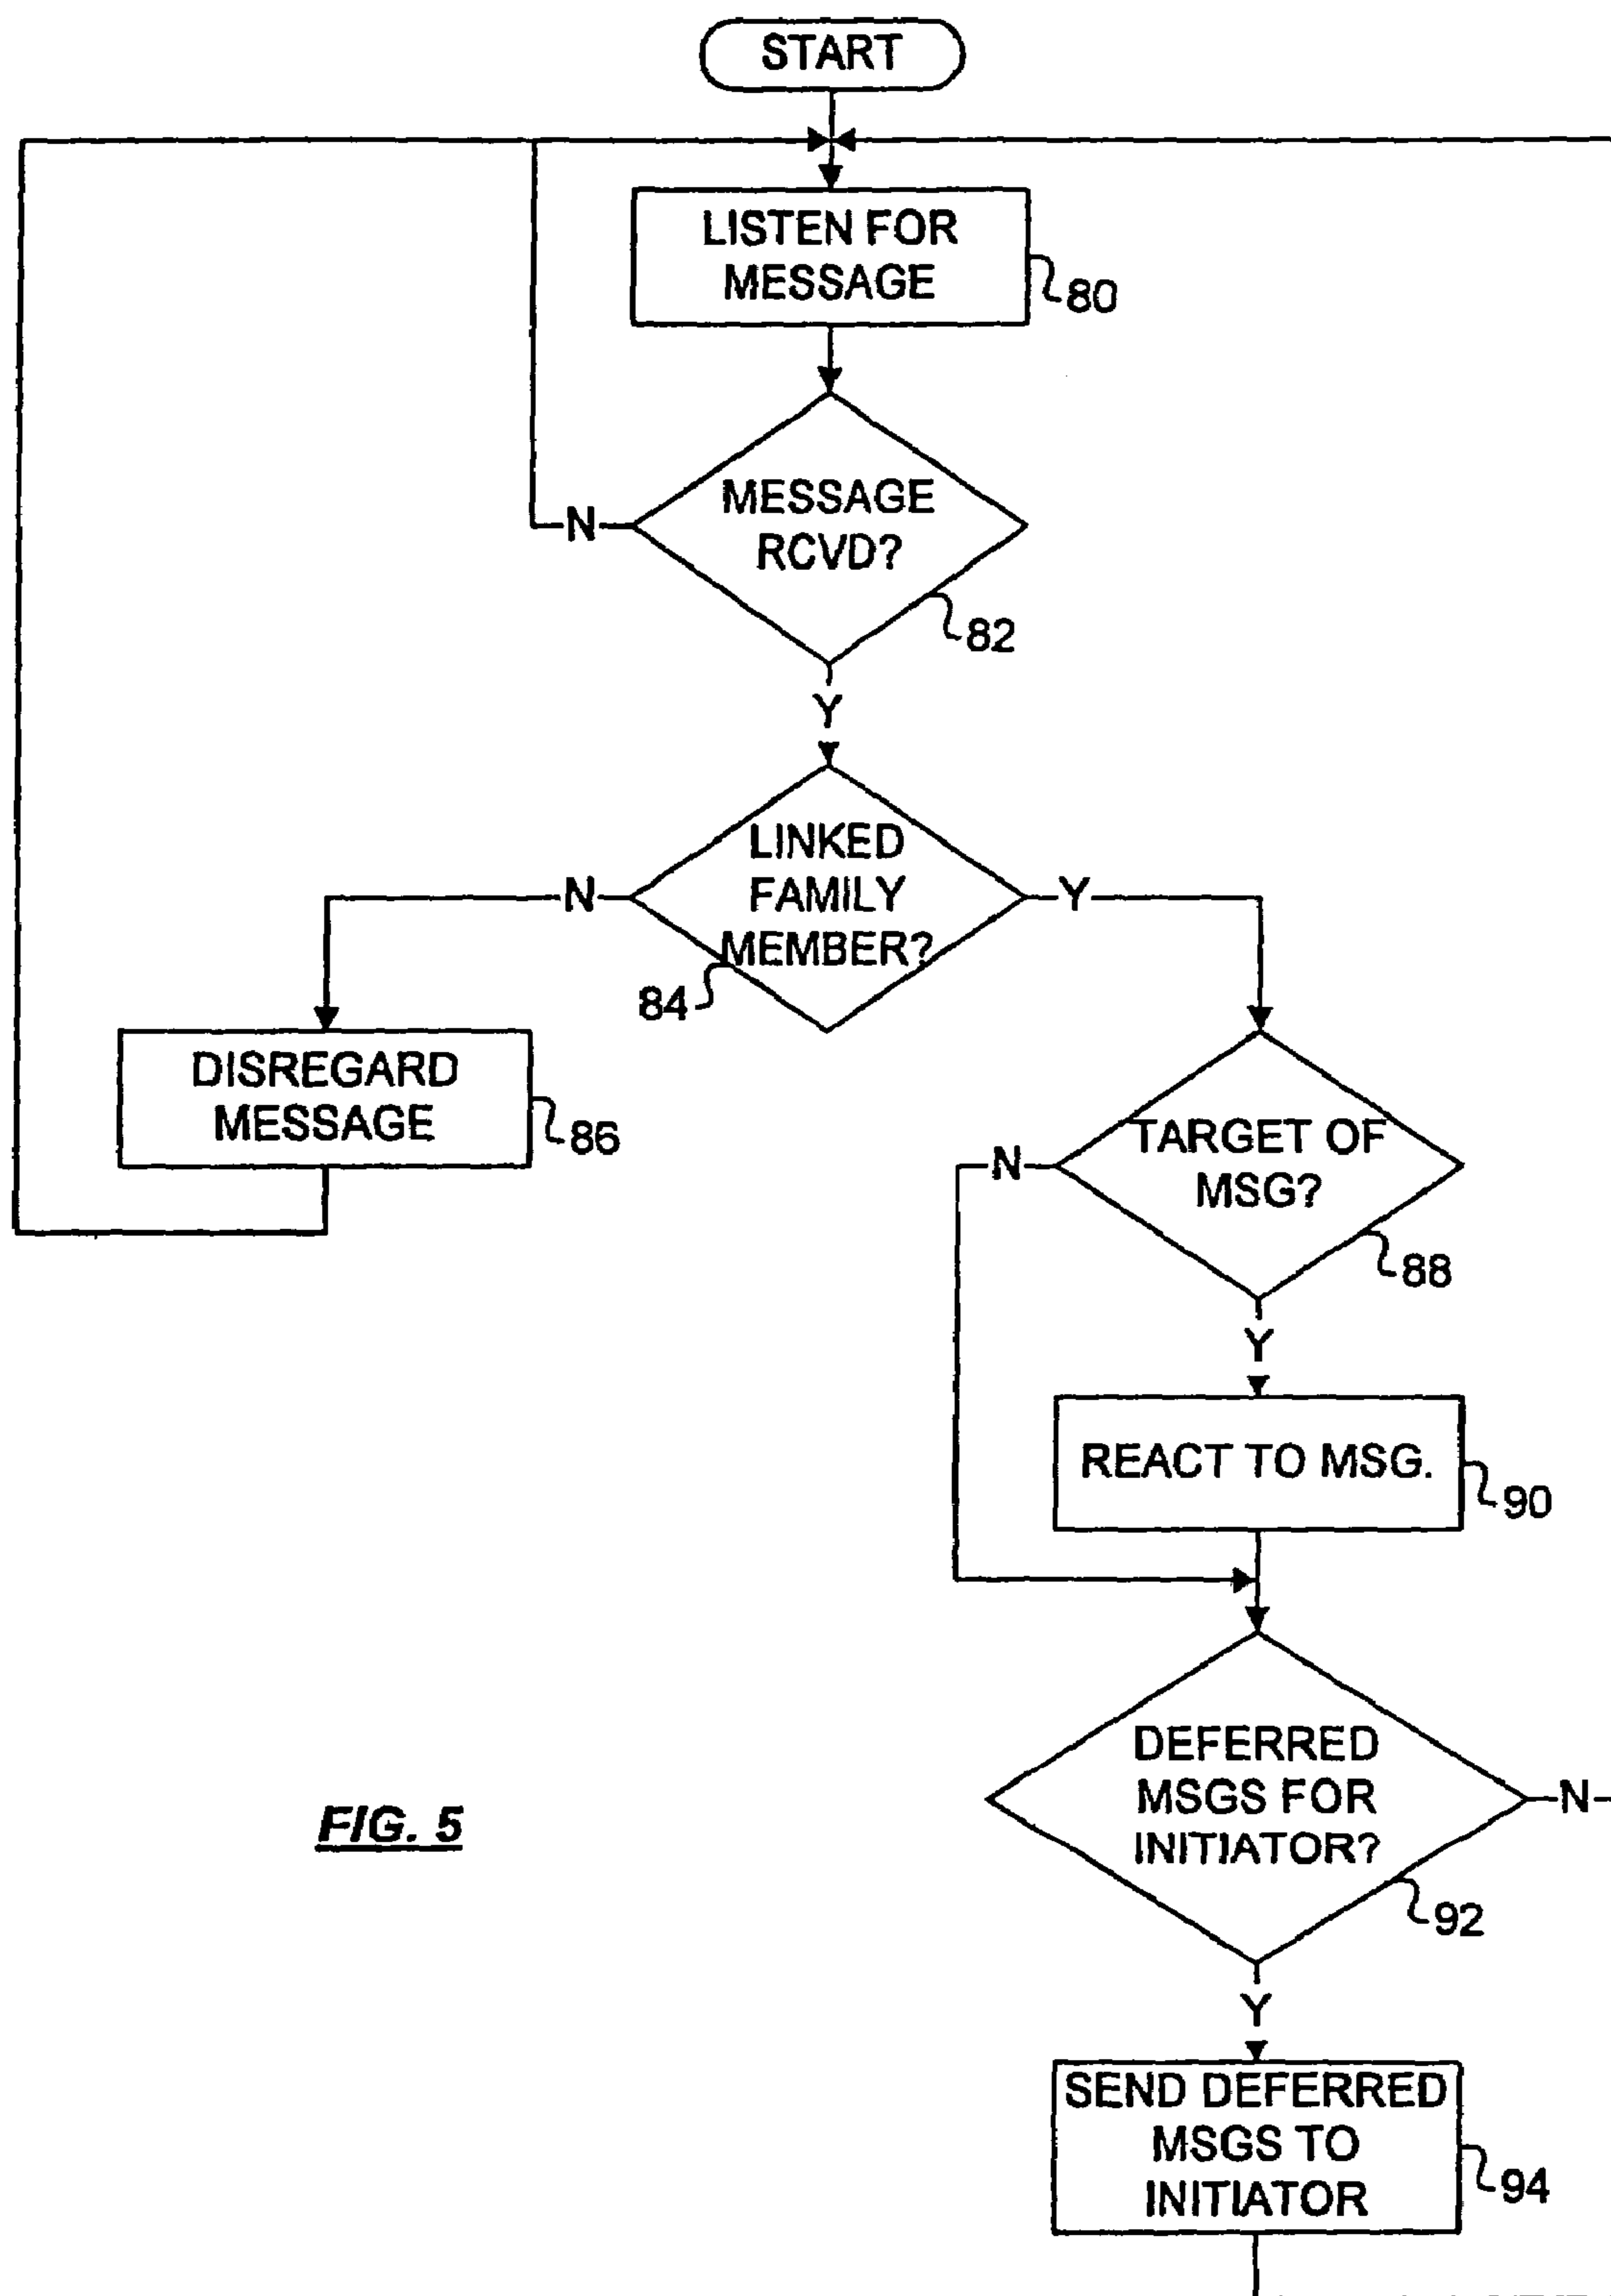 START
LISTEN FOR
MESSAGE
80
MESSAGE
RCVD?
N
82
Y
LINKED
FAMILY
MEMBER?
N
Y
84
DISREGARD
MESSAGE
86
TARGET OF
MSG?
N
88
Y
REACT TO MSG.
90
DEFERRED
MSGS FOR
INITIATOR?
N
92
FIG. 5
Y
SEND DEFERRED
MSGS TO
INITIATOR
94